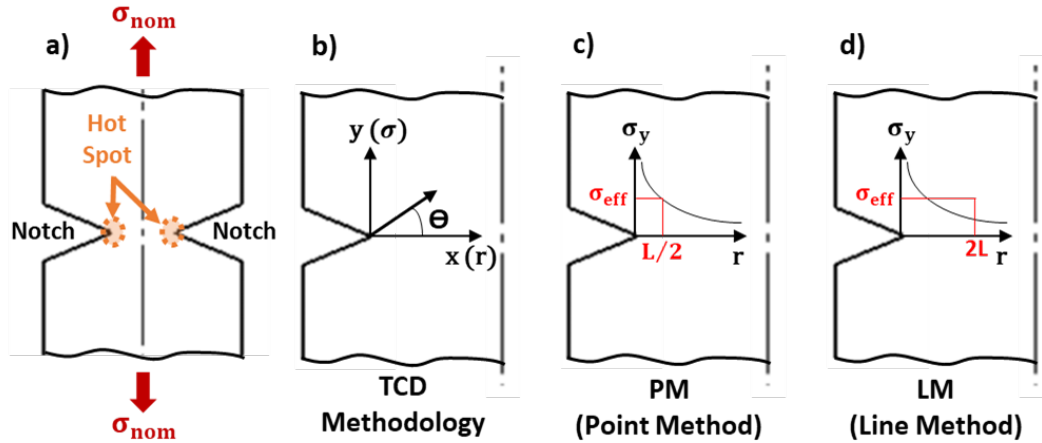 σnom
a)
Hot
Spot
Notch
Notch
σnom
b)
y (σ)
Θ
x (r)
TCD
Methodology
c)
σy
σeff
L/2
r
PM
(Point Method)
d)
σy
σeff
2L
r
LM
(Line Method)